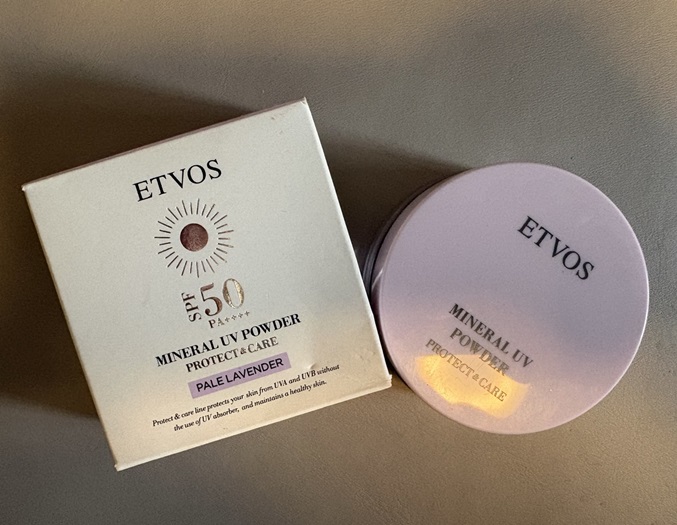 ETVOS
SPF 50
PA++++
MINERAL UV POWDER
PROTECT & CARE
PALE LAVENDER
Protect & care line protects your skin from UVA and UVB without
the use of UV absorber, and maintains a healthy skin.
ETVOS
MINERAL UV
POWDER
PROTECT & CARE